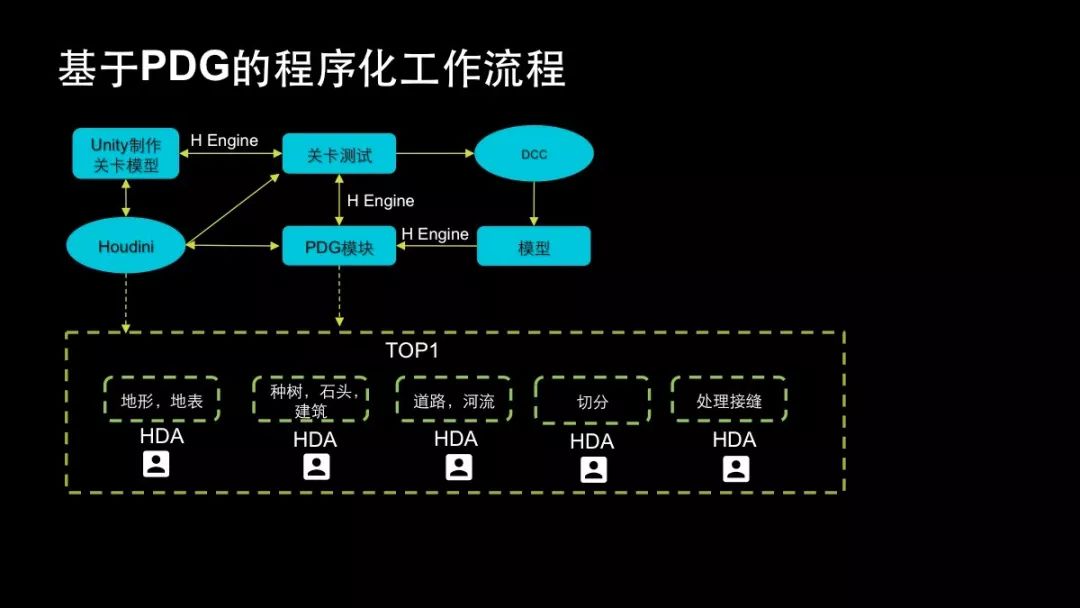 基于PDG的程序化工作流程
Unity制作
关卡模型
H Engine
关卡测试
DCC
H Engine
Houdini
PDG模块
H Engine
模型
TOP1
地形，地表
种树，石头，
建筑
道路，河流
切分
处理接缝
HDA
HDA
HDA
HDA
HDA